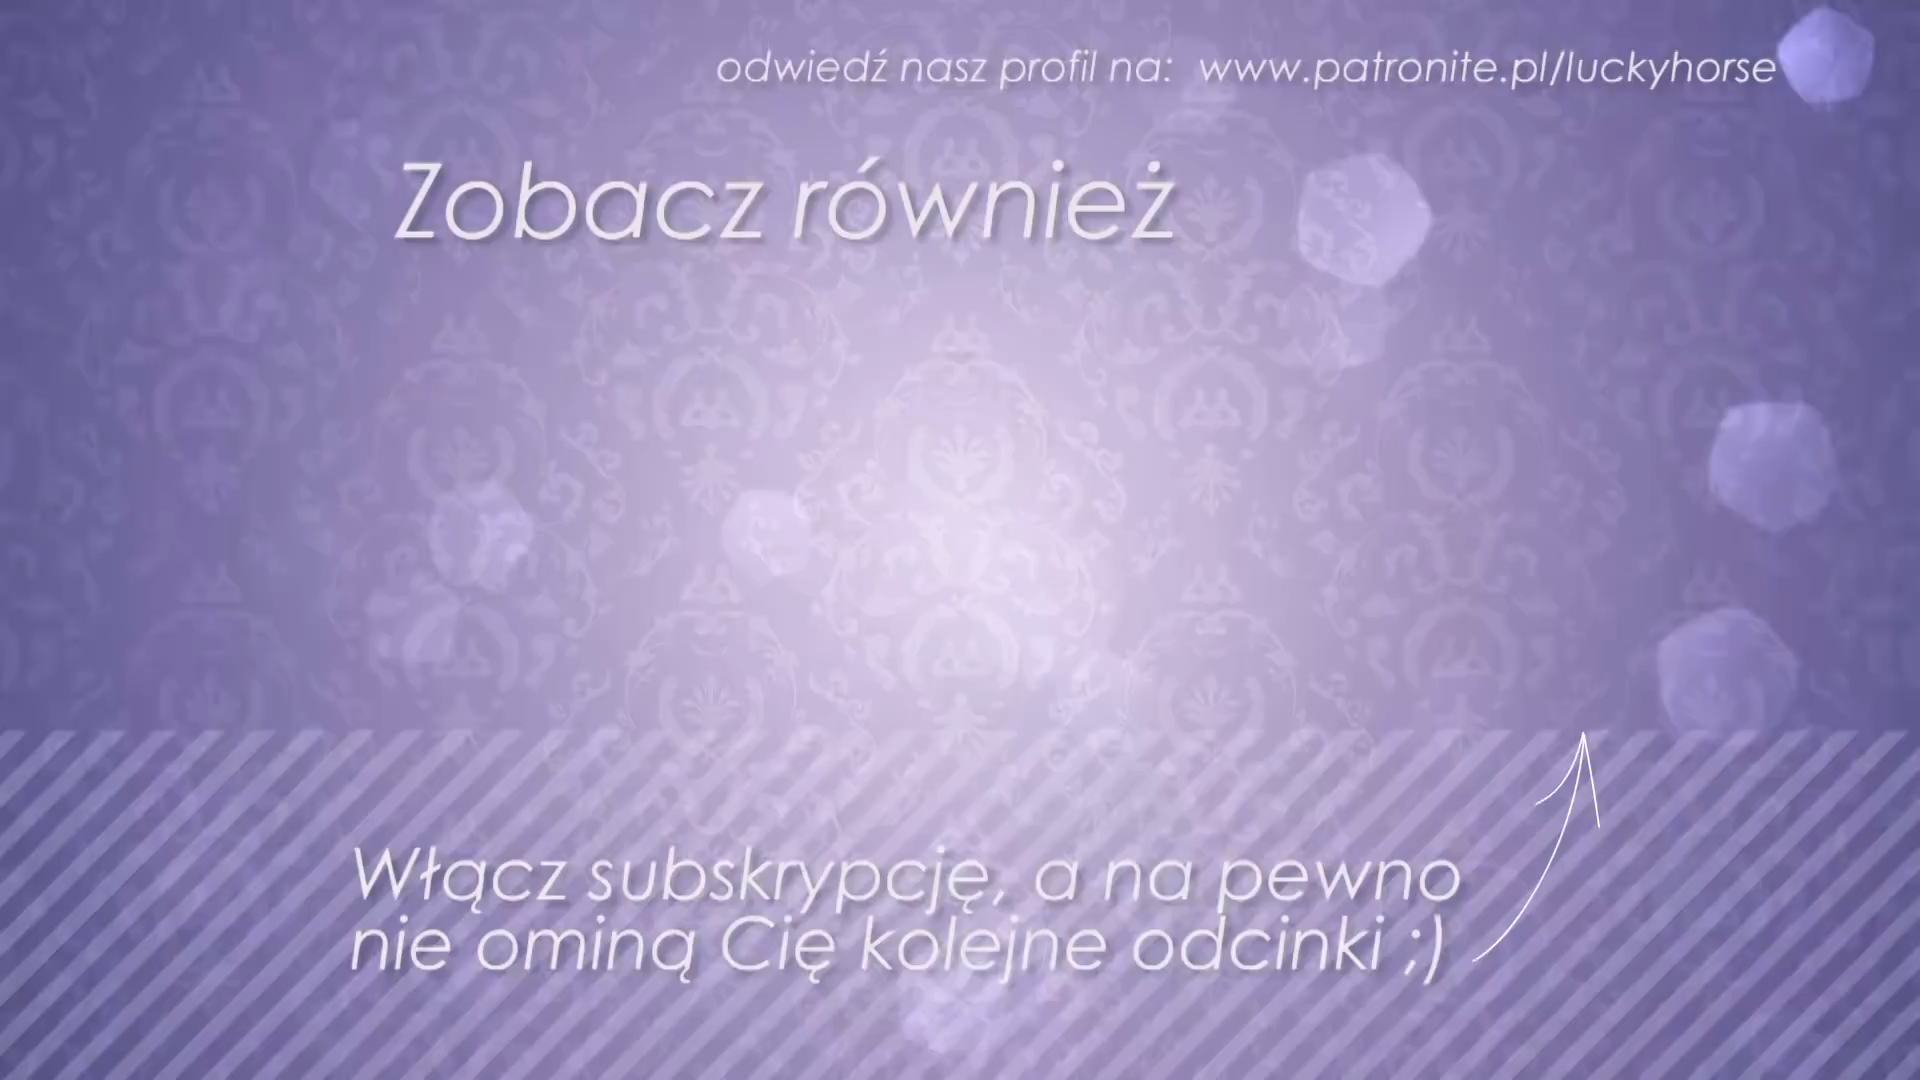 odwiedź nasz profil na: www.patronite.pl/luckyhorse
Zobacz również
Włącz subskrypcję, a na pewno
nie ominą Cię kolejne odcinki ;)